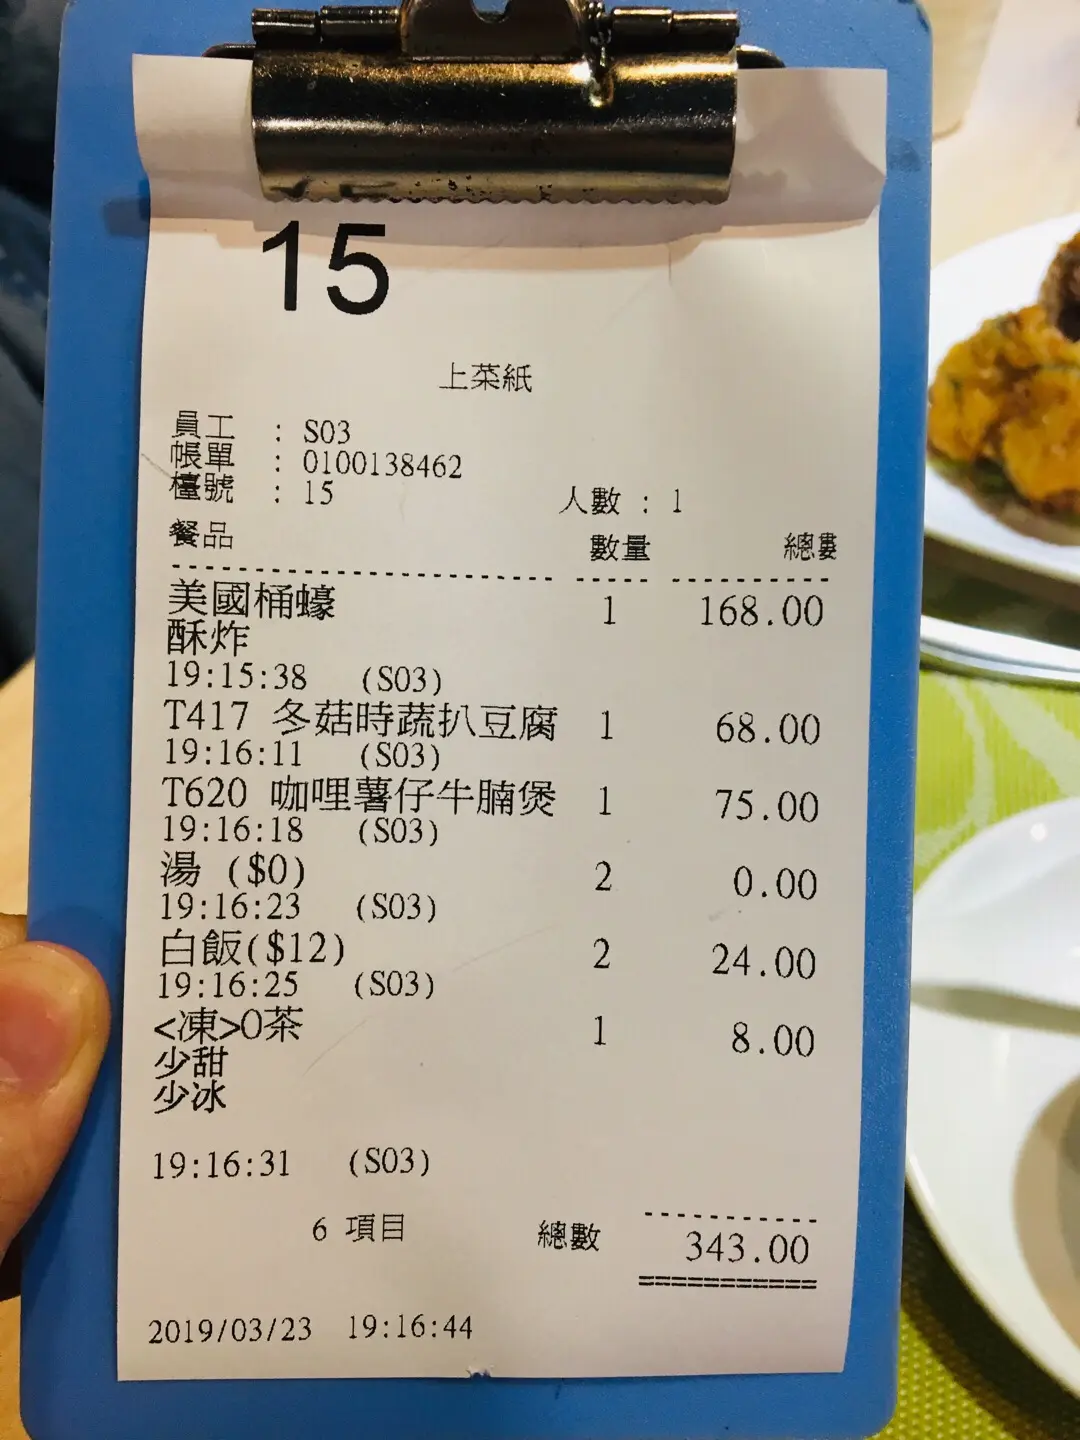 15
上菜紙
員工 : S03
帳單 : 0100138462
檯號 : 15 人數 : 1
餐品 數量 總數
美國桶蠔 1 168.00
酥炸
19:15:38 (S03)
T417 冬菇時蔬扒豆腐 1 68.00
19:16:11 (S03)
T620 咖哩薯仔牛腩煲 1 75.00
19:16:18 (S03)
湯 ($0) 2 0.00
19:16:23 (S03)
白飯($12) 2 24.00
19:16:25 (S03)
<凍>O茶 1 8.00
少甜
少冰
19:16:31 (S03)
6 項目 總數 343.00
2019/03/23 19:16:44